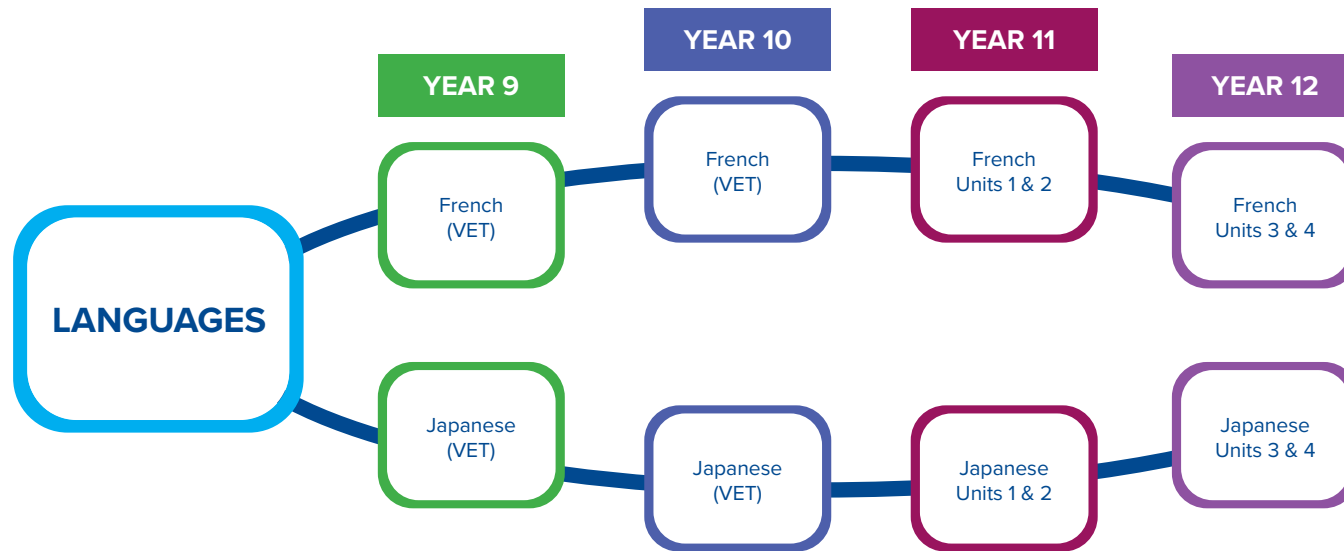 YEAR 9
YEAR 10
YEAR 11
YEAR 12
LANGUAGES
French
(VET)
French
(VET)
French
Units 1 & 2
French
Units 3 & 4
Japanese
(VET)
Japanese
(VET)
Japanese
Units 1 & 2
Japanese
Units 3 & 4